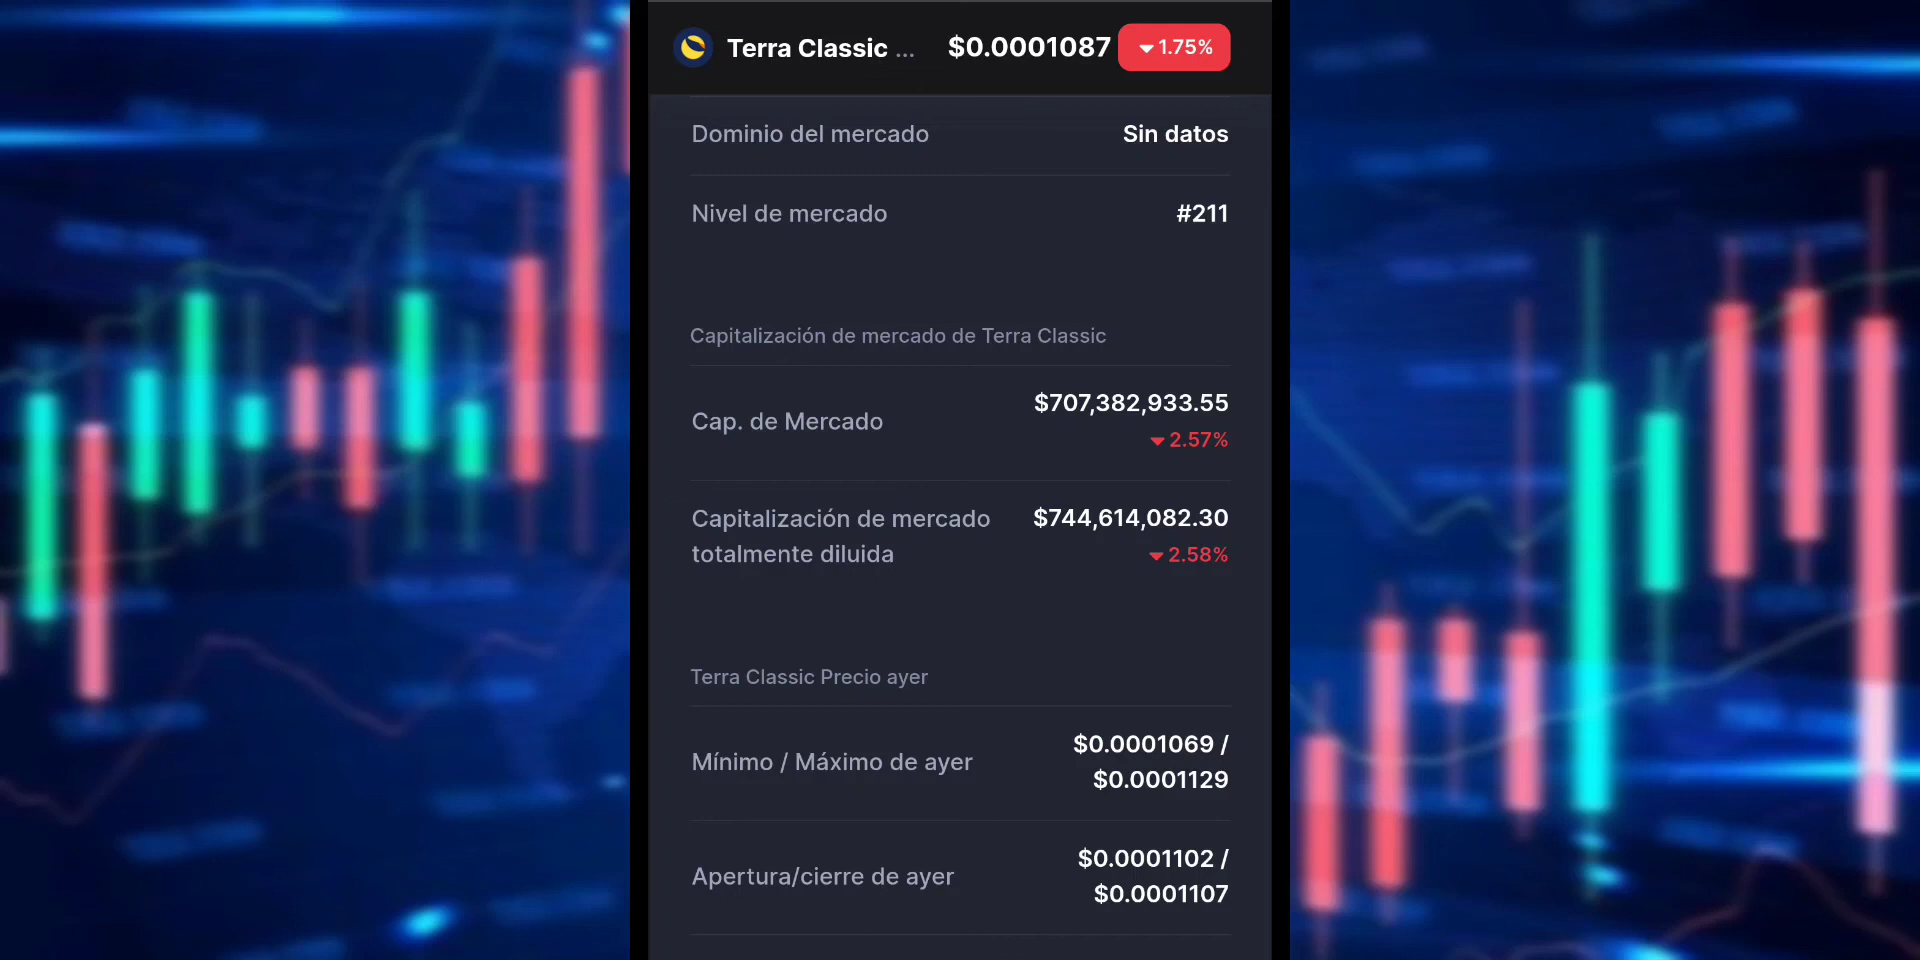 Terra Classic ... $0.0001087 1.75%
Dominio del mercado Sin datos
Nivel de mercado #211
Capitalización de mercado de Terra Classic
Cap. de Mercado $707,382,933.55
2.57%
Capitalización de mercado $744,614,082.30
totalmente diluida 2.58%
Terra Classic Precio ayer
Mínimo / Máximo de ayer $0.0001069 /
$0.0001129
Apertura/cierre de ayer $0.0001102 /
$0.0001107